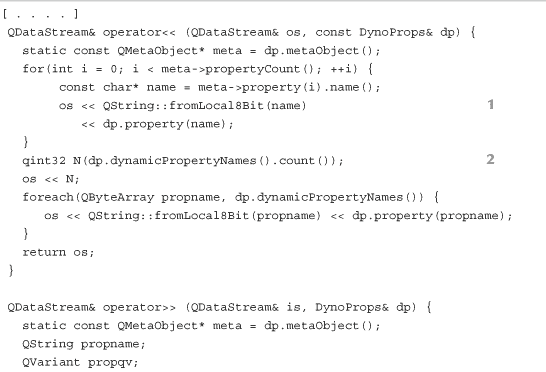 [ . . . . ]
QDataStream& operator<< (QDataStream& os, const DynoProps& dp) {
  static const QMetaObject* meta = dp.metaObject();
  for(int i = 0; i < meta->propertyCount(); ++i) {
       const char* name = meta->property(i).name();
       os << QString::fromLocal8Bit(name)                         1
          << dp.property(name);
  }
  qint32 N(dp.dynamicPropertyNames().count());                    2
  os << N;
  foreach(QByteArray propname, dp.dynamicPropertyNames()) {
     os << QString::fromLocal8Bit(propname) << dp.property(propname);
  }
  return os;
}

QDataStream& operator>> (QDataStream& is, DynoProps& dp) {
  static const QMetaObject* meta = dp.metaObject();
  QString propname;
  QVariant propqv;